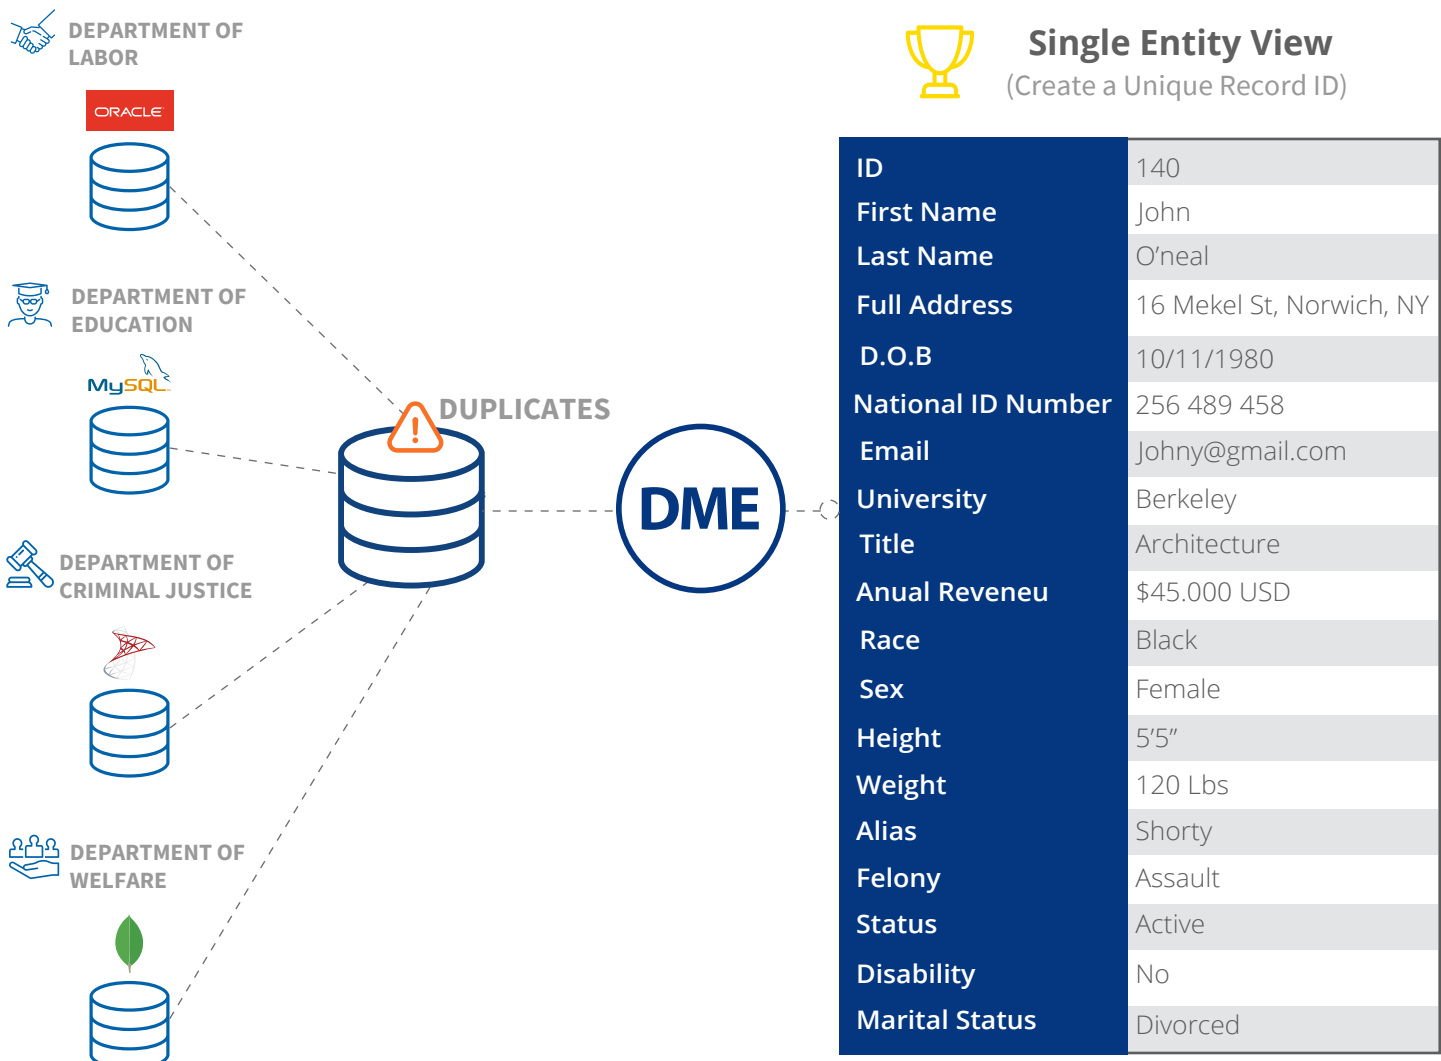 DEPARTMENT OF
LABOR
ORACLE
DEPARTMENT OF
EDUCATION
MySQL
DEPARTMENT OF
CRIMINAL JUSTICE
DEPARTMENT OF
WELFARE
DUPLICATES
DME
Single Entity View
(Create a Unique Record ID)
ID 140
First Name John
Last Name O’neal
Full Address 16 Mekel St, Norwich, NY
D.O.B 10/11/1980
National ID Number 256 489 458
Email Johny@gmail.com
University Berkeley
Title Architecture
Anual Reveneu $45.000 USD
Race Black
Sex Female
Height 5’5”
Weight 120 Lbs
Alias Shorty
Felony Assault
Status Active
Disability No
Marital Status Divorced